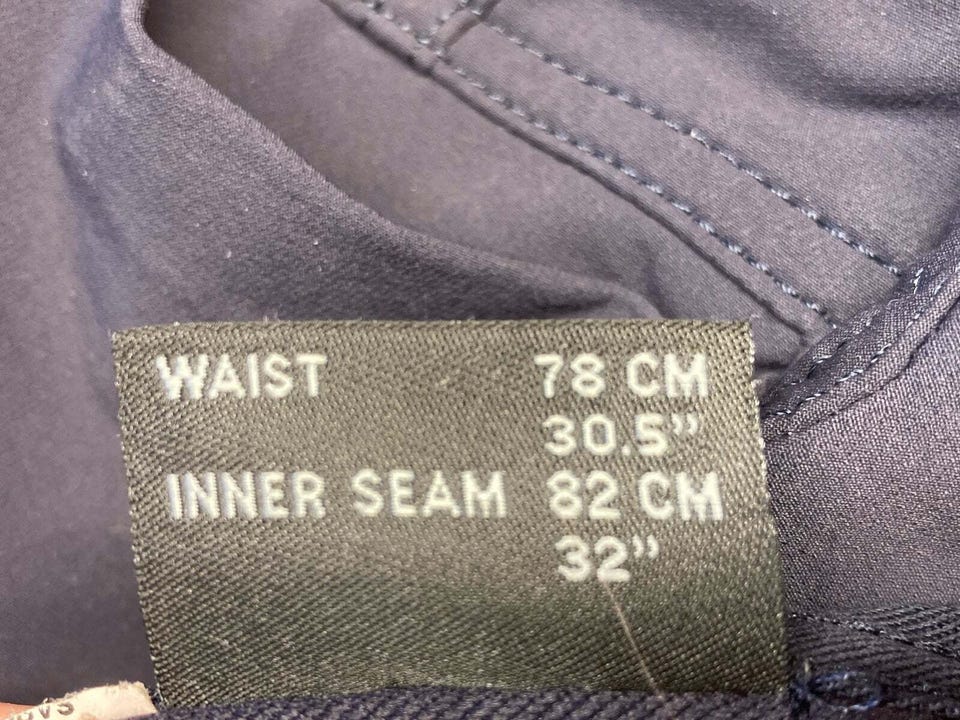 WAIST 78 CM
30.5”
INNER SEAM 82 CM
32”